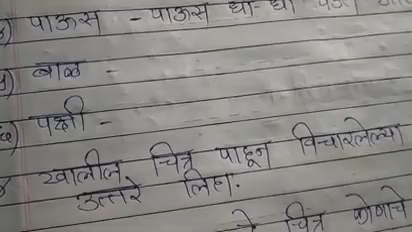 पाऊस - पाऊस धा-धा
बाळ -
पक्षी -
खालील चित्र पाहून विचारलेल्या
उत्तरे लिहा.
चित्र कोणाचे